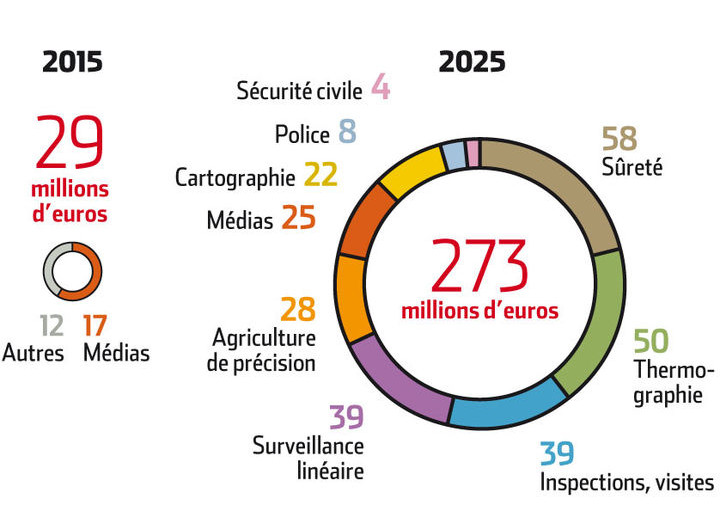 2015
29
millions
d'euros
12 17
Autres Médias
2025
Sécurité civile 4
Police 8
Cartographie 22
Médias 25
28
Agriculture
de précision
39
Surveillance
linéaire
273
millions d'euros
58
Sûreté
50
Thermo-
graphie
39
Inspections, visites